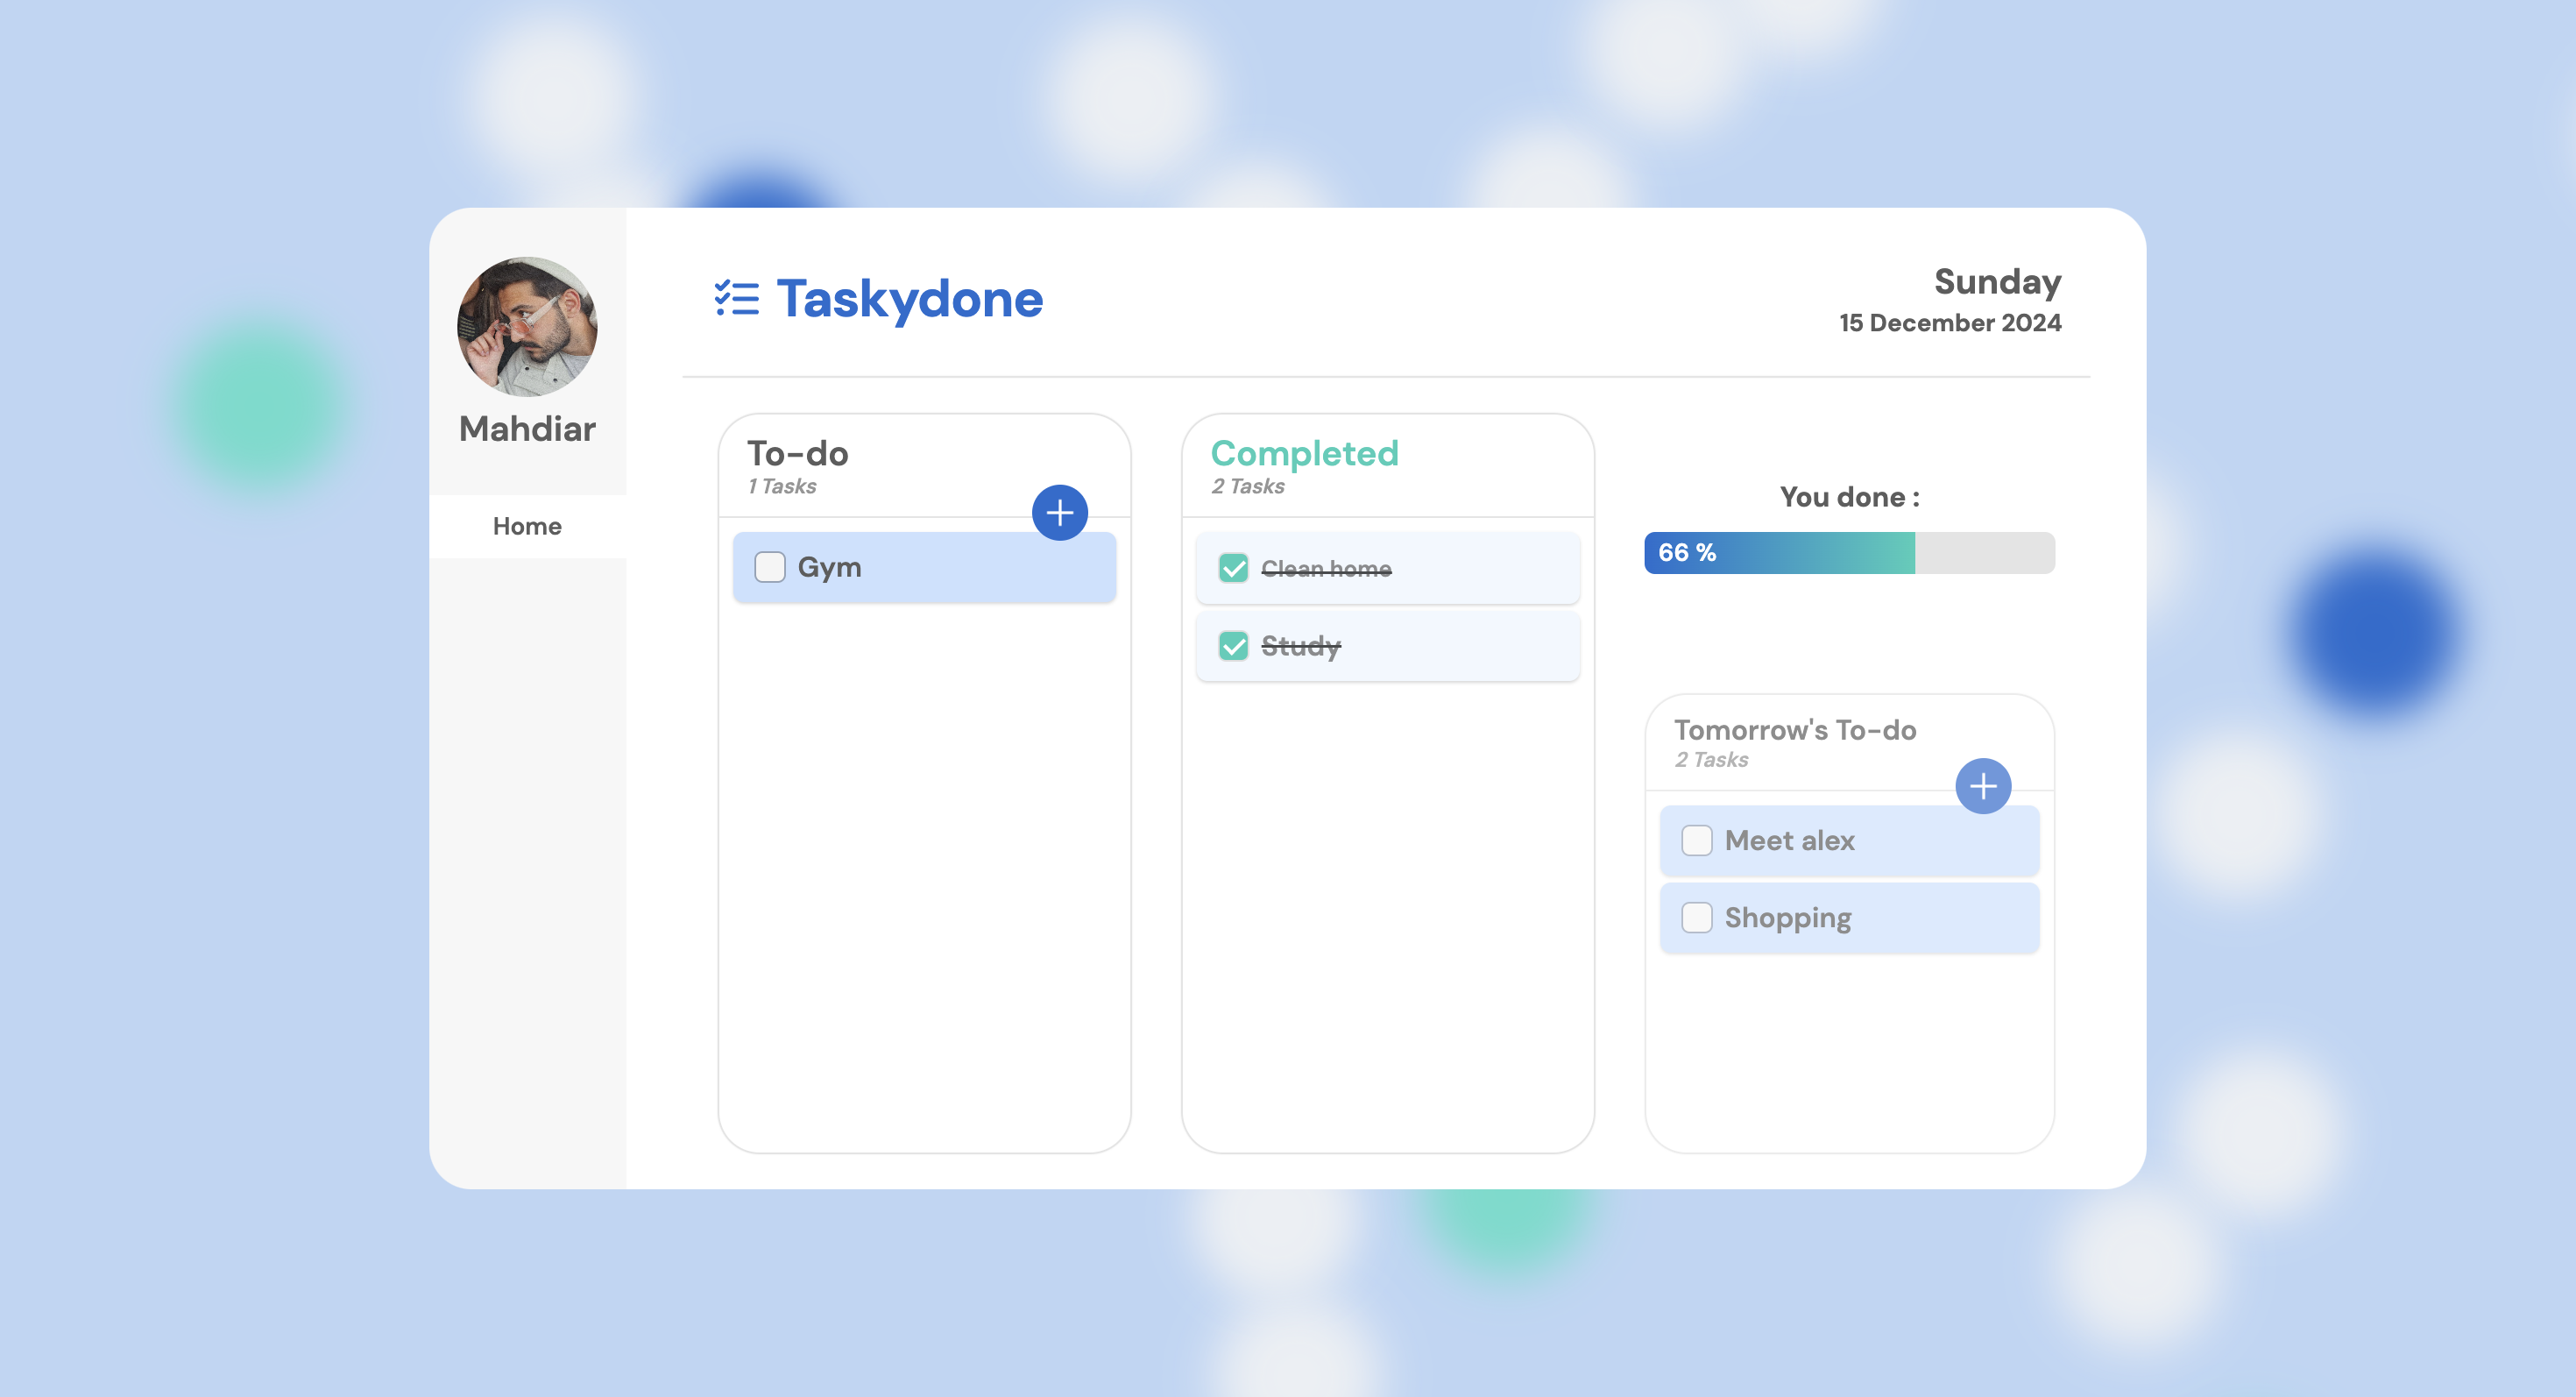 Mahdiar
Home
Taskydone
Sunday
15 December 2024
To-do
1 Tasks
Gym
Completed
2 Tasks
Clean home
Study
You done :
66 %
Tomorrow's To-do
2 Tasks
Meet alex
Shopping